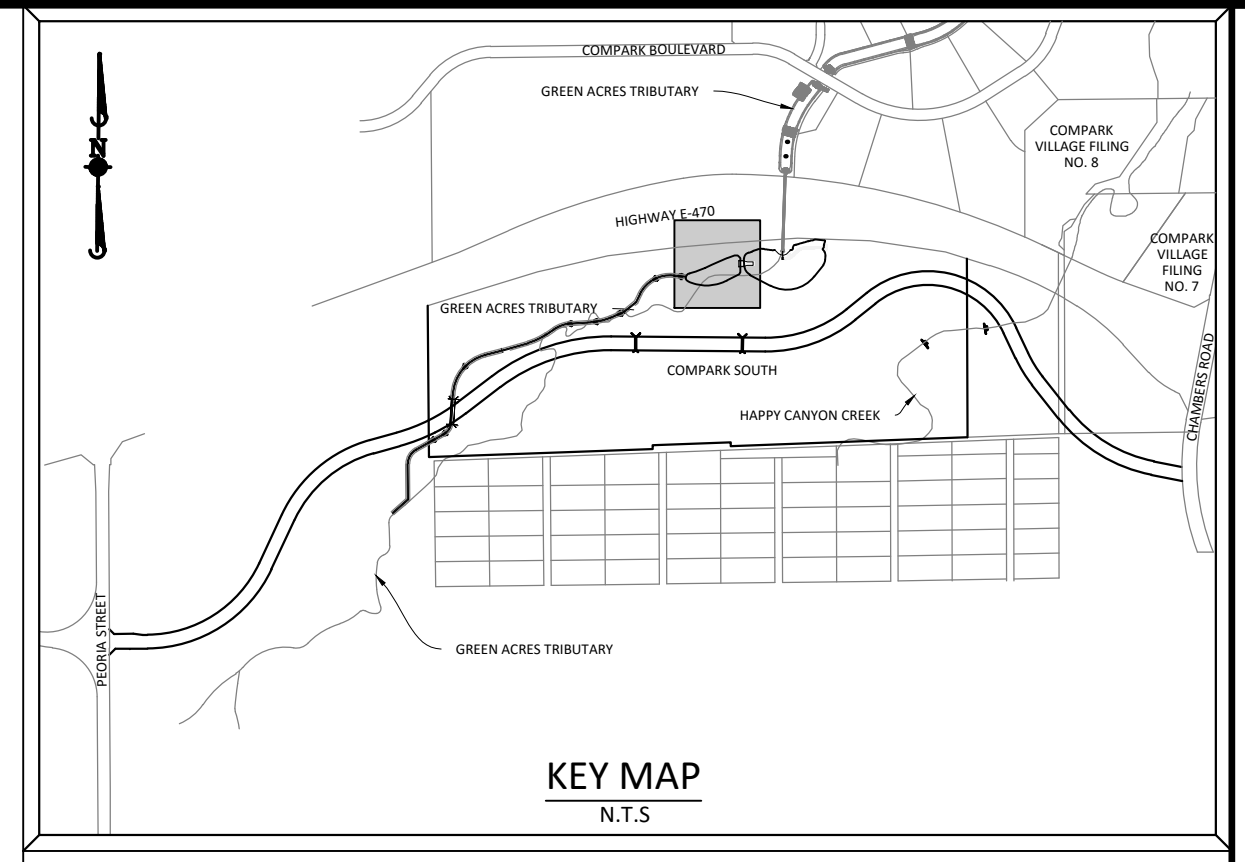 COMPARK BOULEVARD
GREEN ACRES TRIBUTARY
COMPARK
VILLAGE FILING
NO. 8
N
HIGHWAY E-470
COMPARK
VILLAGE
FILING
NO. 7
GREEN ACRES TRIBUTARY
COMPARK SOUTH
CHAMBERS ROAD
HAPPY CANYON CREEK
PEORIA STREET
GREEN ACRES TRIBUTARY
KEY MAP
N.T.S